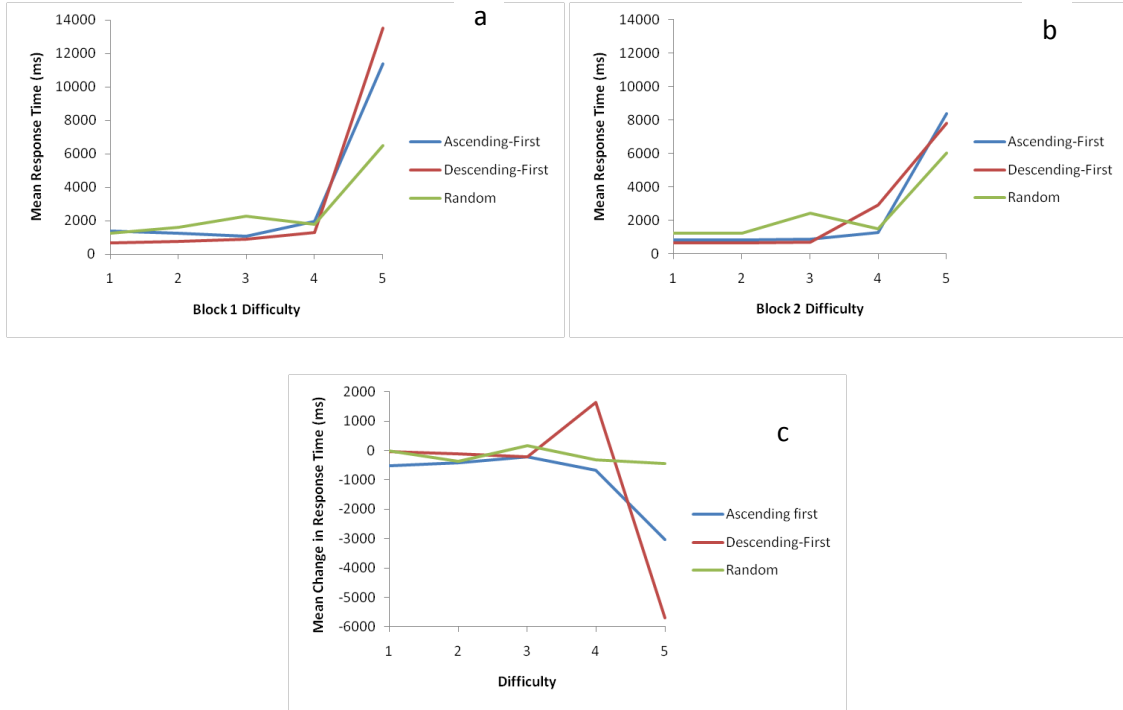 a
14000
12000
10000
8000
6000
4000
2000
0
Mean Response Time (ms)
1 2 3 4 5
Block 1 Difficulty
Ascending-First
Descending-First
Random
b
14000
12000
10000
8000
6000
4000
2000
0
Mean Response Time (ms)
1 2 3 4 5
Block 2 Difficulty
Ascending-First
Descending-First
Random
c
2000
1000
0
-1000
-2000
-3000
-4000
-5000
-6000
Mean Change in Response Time (ms)
1 2 3 4 5
Difficulty
Ascending first
Descending-First
Random